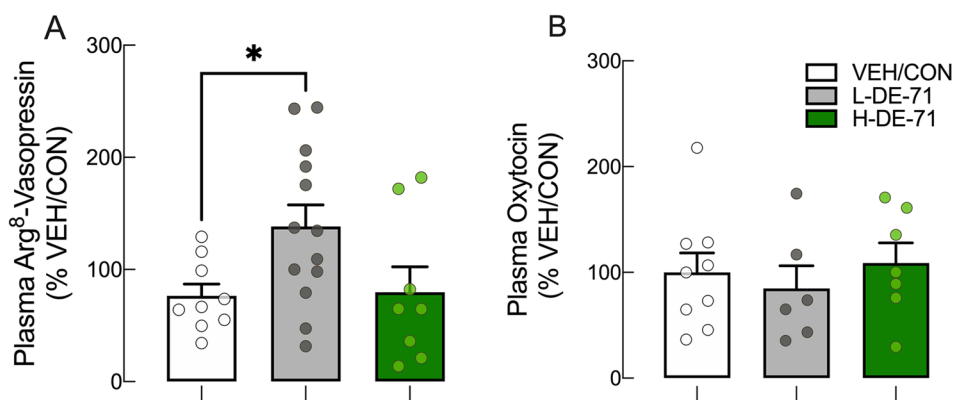 A
Plasma Arg⁸-Vasopressin
(% VEH/CON)
300
200
100
0
*
B
Plasma Oxytocin
(% VEH/CON)
300
200
100
0
VEH/CON
L-DE-71
H-DE-71